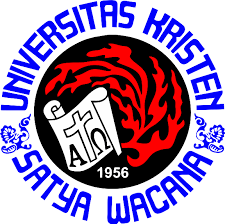 UNIVERSITAS KRISTEN
Α Ω
1956
SATYA WACANA